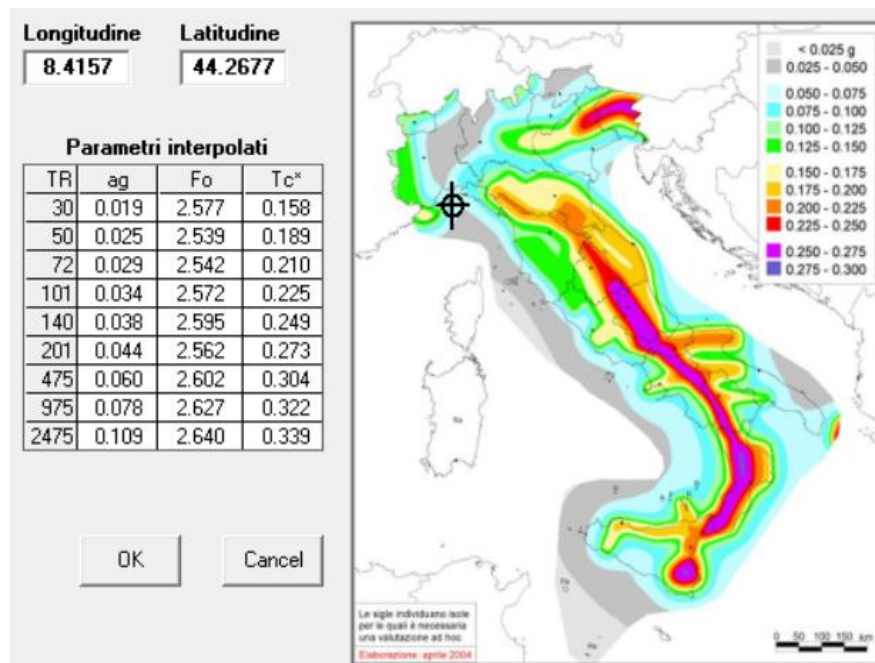 Longitudine Latitudine
8.4157 44.2677
Parametri interpolati
TR ag Fo Tc*
30 0.019 2.577 0.158
50 0.025 2.539 0.189
72 0.029 2.542 0.210
101 0.034 2.572 0.225
140 0.038 2.595 0.249
201 0.044 2.562 0.273
475 0.060 2.602 0.304
975 0.078 2.627 0.322
2475 0.109 2.640 0.339
OK Cancel
< 0.025 g
0.025 - 0.050
0.050 - 0.075
0.075 - 0.100
0.100 - 0.125
0.125 - 0.150
0.150 - 0.175
0.175 - 0.200
0.200 - 0.225
0.225 - 0.250
0.250 - 0.275
0.275 - 0.300
Le sigle individuano isole
per le quali è necessaria
una valutazione ad hoc
Elaborazione: aprile 2004
0 50 100 150 km